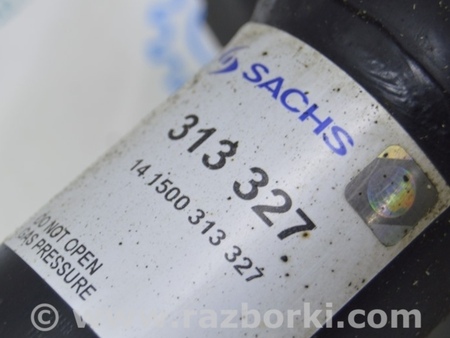 SACHS
313 327
14.1500 313 327
DO NOT OPEN
GAS PRESSURE
© www.razborki.com